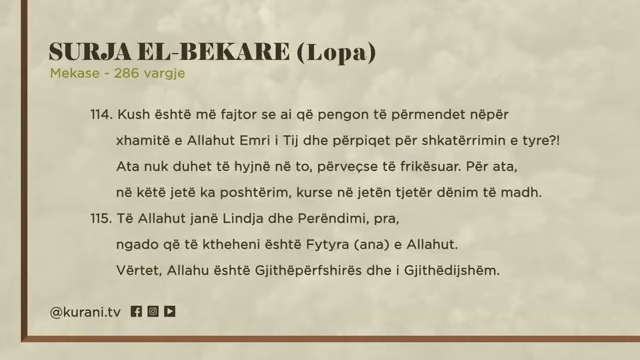 SURJA EL-BEKARE (Lopa)
Mekase - 286 vargje
114. Kush është më fajtor se ai që pengon të përmendet nëpër
xhamitë e Allahut Emri i Tij dhe përpiqet për shkatërrimin e tyre?!
Ata nuk duhet të hyjnë në to, përveçse të frikësuar. Për ata,
në këtë jetë ka poshtërim, kurse në jetën tjetër dënim të madh.
115. Të Allahut janë Lindja dhe Perëndimi, pra,
ngado që të ktheheni është Fytyra (ana) e Allahut.
Vërtet, Allahu është Gjithëpërfshirës dhe i Gjithëdijshëm.
@kurani.tv